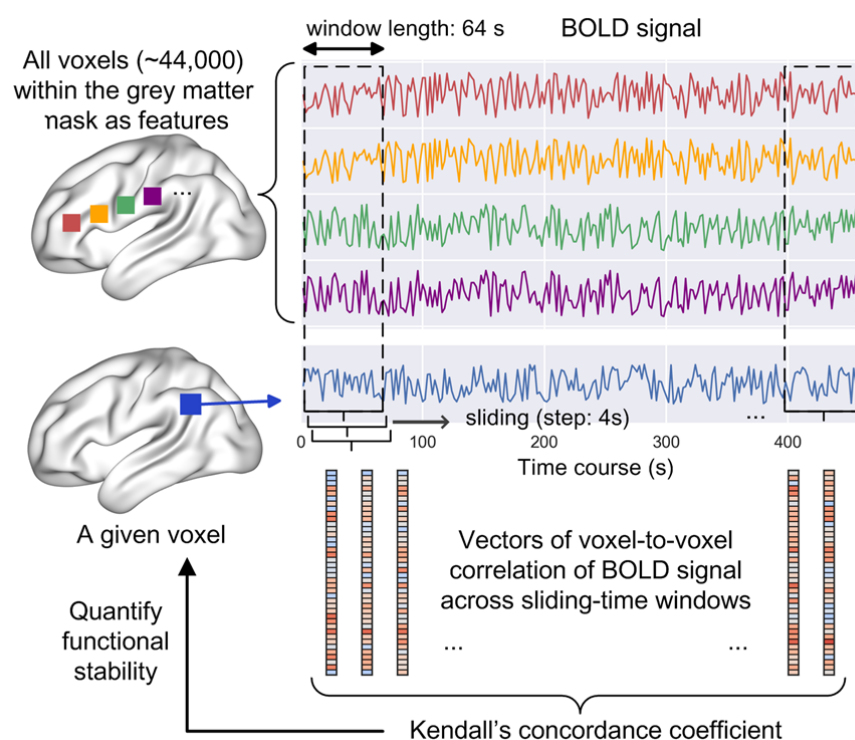 window length: 64 s
BOLD signal
All voxels (~44,000)
within the grey matter
mask as features
...
sliding (step: 4s)
...
0 100 200 300 400
Time course (s)
A given voxel
Vectors of voxel-to-voxel
correlation of BOLD signal
across sliding-time windows
... ...
Quantify
functional
stability
Kendall's concordance coefficient